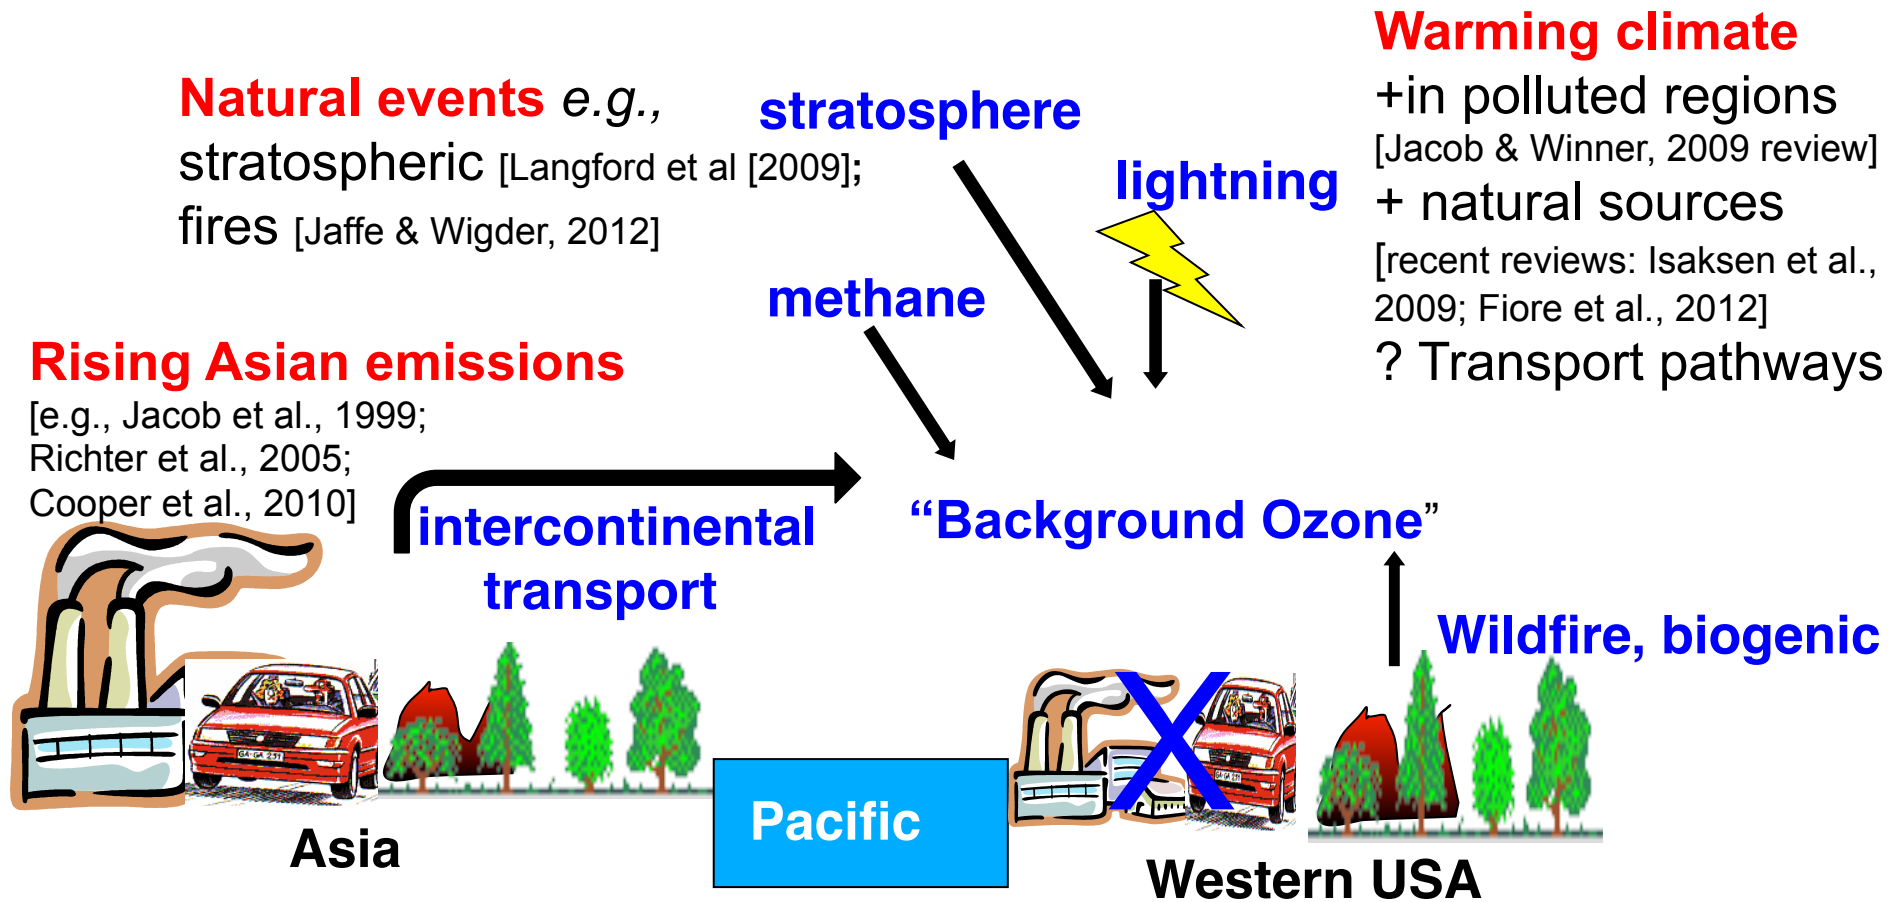 Natural events e.g.,
stratospheric [Langford et al [2009];
fires [Jaffe & Wigder, 2012]
stratosphere
lightning
methane
Warming climate
+in polluted regions
[Jacob & Winner, 2009 review]
+ natural sources
[recent reviews: Isaksen et al.,
2009; Fiore et al., 2012]
? Transport pathways
Rising Asian emissions
[e.g., Jacob et al., 1999;
Richter et al., 2005;
Cooper et al., 2010]
intercontinental
transport
“Background Ozone”
Wildfire, biogenic
X
GA-GA 231
Pacific
Asia
Western USA